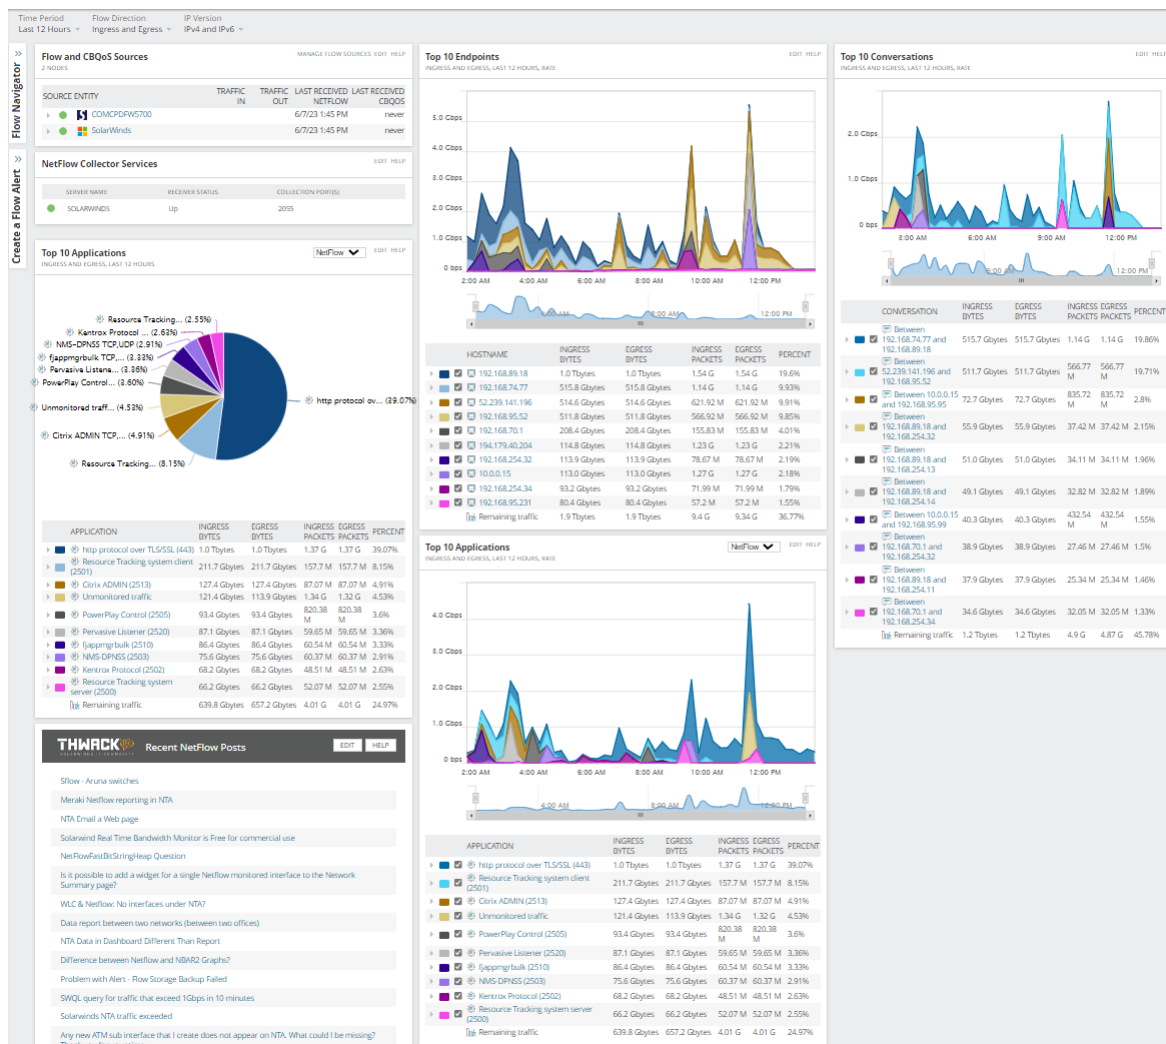 Time Period
Flow Direction
IP Version
Last 12 Hours
Ingress and Egress
IPv4 and IPv6
Flow Navigator
Create a Flow Alert
Flow and CBQoS Sources
MANAGE FLOW SOURCES EDIT HELP
2 NODES
SOURCE ENTITY TRAFFIC IN TRAFFIC OUT LAST RECEIVED NETFLOW LAST RECEIVED CBQOS
COMCPDFWS700 6/7/23 1:45 PM never
SolarWinds 6/7/23 1:45 PM never
NetFlow Collector Services
EDIT HELP
SERVER NAME RECEIVER STATUS COLLECTION PORT(S)
SOLARWINDS Up 2055
Top 10 Applications
NetFlow
EDIT HELP
INGRESS AND EGRESS, LAST 12 HOURS
Resource Tracking... (2.55%)
Kentrox Protocol ... (2.63%)
NMS-DPNSS TCP,UDP (2.91%)
fjappmgrbulk TCP,... (3.33%)
Pervasive Listene... (3.36%)
PowerPlay Control... (3.60%)
Unmonitored traff... (4.53%)
Citrix ADMIN TCP,... (4.91%)
Resource Tracking... (8.15%)
http protocol ov... (39.07%)
APPLICATION INGRESS BYTES EGRESS BYTES INGRESS PACKETS EGRESS PACKETS PERCENT
http protocol over TLS/SSL (443) 1.0 Tbytes 1.0 Tbytes 1.37 G 1.37 G 39.07%
Resource Tracking system client (2501) 211.7 Gbytes 211.7 Gbytes 157.7 M 157.7 M 8.15%
Citrix ADMIN (2513) 127.4 Gbytes 127.4 Gbytes 87.07 M 87.07 M 4.91%
Unmonitored traffic 121.4 Gbytes 113.9 Gbytes 1.34 G 1.32 G 4.53%
PowerPlay Control (2505) 93.4 Gbytes 93.4 Gbytes 820.38 M 820.38 M 3.6%
Pervasive Listener (2520) 87.1 Gbytes 87.1 Gbytes 59.65 M 59.65 M 3.36%
fjappmgrbulk (2510) 86.4 Gbytes 86.4 Gbytes 60.54 M 60.54 M 3.33%
NMS-DPNSS (2503) 75.6 Gbytes 75.6 Gbytes 60.37 M 60.37 M 2.91%
Kentrox Protocol (2502) 68.2 Gbytes 68.2 Gbytes 48.51 M 48.51 M 2.63%
Resource Tracking system server (2500) 66.2 Gbytes 66.2 Gbytes 52.07 M 52.07 M 2.55%
Remaining traffic 639.8 Gbytes 657.2 Gbytes 4.01 G 4.01 G 24.97%
THWACK
Recent NetFlow Posts
EDIT HELP
Sflow - Aruna switches
Meraki Netflow reporting in NTA
NTA Email a Web page
Solarwind Real Time Bandwidth Monitor is Free for commercial use
NetFlowFastBitStringHeap Question
Is it possible to add a widget for a single Netflow monitored interface to the Network
Summary page?
WLC & Netflow: No interfaces under NTA?
Data report between two networks (between two offices)
NTA Data in Dashboard Different Than Report
Difference between Netflow and NBAR2 Graphs?
Problem with Alert - Flow Storage Backup Failed
SWQL query for traffic that exceed 1Gbps in 10 minutes
Solarwinds NTA traffic exceeded
Any new ATM sub interface that I create does not appear on NTA. What could I be missing?
Top 10 Endpoints
EDIT HELP
INGRESS AND EGRESS, LAST 12 HOURS, RATE
5.0 Gbps
4.0 Gbps
3.0 Gbps
2.0 Gbps
1.0 Gbps
0 bps
2:00 AM 4:00 AM 6:00 AM 8:00 AM 10:00 AM 12:00 PM
4:00 AM 8:00 AM 12:00 PM
HOSTNAME INGRESS BYTES EGRESS BYTES INGRESS PACKETS EGRESS PACKETS PERCENT
192.168.89.18 1.0 Tbytes 1.0 Tbytes 1.54 G 1.54 G 19.6%
192.168.74.77 515.8 Gbytes 515.8 Gbytes 1.14 G 1.14 G 9.93%
52.239.141.196 514.6 Gbytes 514.6 Gbytes 621.92 M 621.92 M 9.91%
192.168.95.52 511.8 Gbytes 511.8 Gbytes 566.92 M 566.92 M 9.85%
192.168.70.1 208.4 Gbytes 208.4 Gbytes 155.83 M 155.83 M 4.01%
194.179.40.204 114.8 Gbytes 114.8 Gbytes 1.23 G 1.23 G 2.21%
192.168.254.32 113.9 Gbytes 113.9 Gbytes 78.67 M 78.67 M 2.19%
10.0.0.15 113.0 Gbytes 113.0 Gbytes 1.27 G 1.27 G 2.18%
192.168.254.34 93.2 Gbytes 93.2 Gbytes 71.99 M 71.99 M 1.79%
192.168.95.231 80.4 Gbytes 80.4 Gbytes 57.2 M 57.2 M 1.55%
Remaining traffic 1.9 Tbytes 1.9 Tbytes 9.4 G 9.34 G 36.77%
Top 10 Applications
NetFlow
EDIT HELP
INGRESS AND EGRESS, LAST 12 HOURS, RATE
4.0 Gbps
3.0 Gbps
2.0 Gbps
1.0 Gbps
0 bps
2:00 AM 4:00 AM 6:00 AM 8:00 AM 10:00 AM 12:00 PM
4:00 AM 8:00 AM 12:00 PM
APPLICATION INGRESS BYTES EGRESS BYTES INGRESS PACKETS EGRESS PACKETS PERCENT
http protocol over TLS/SSL (443) 1.0 Tbytes 1.0 Tbytes 1.37 G 1.37 G 39.07%
Resource Tracking system client (2501) 211.7 Gbytes 211.7 Gbytes 157.7 M 157.7 M 8.15%
Citrix ADMIN (2513) 127.4 Gbytes 127.4 Gbytes 87.07 M 87.07 M 4.91%
Unmonitored traffic 121.4 Gbytes 113.9 Gbytes 1.34 G 1.32 G 4.53%
PowerPlay Control (2505) 93.4 Gbytes 93.4 Gbytes 820.38 M 820.38 M 3.6%
Pervasive Listener (2520) 87.1 Gbytes 87.1 Gbytes 59.65 M 59.65 M 3.36%
fjappmgrbulk (2510) 86.4 Gbytes 86.4 Gbytes 60.54 M 60.54 M 3.33%
NMS-DPNSS (2503) 75.6 Gbytes 75.6 Gbytes 60.37 M 60.37 M 2.91%
Kentrox Protocol (2502) 68.2 Gbytes 68.2 Gbytes 48.51 M 48.51 M 2.63%
Resource Tracking system server (2500) 66.2 Gbytes 66.2 Gbytes 52.07 M 52.07 M 2.55%
Remaining traffic 639.8 Gbytes 657.2 Gbytes 4.01 G 4.01 G 24.97%
Top 10 Conversations
EDIT HELP
INGRESS AND EGRESS, LAST 12 HOURS, RATE
2.0 Gbps
1.0 Gbps
0 bps
3:00 AM 6:00 AM 9:00 AM 12:00 PM
6:00 AM 12:00 PM
CONVERSATION INGRESS BYTES EGRESS BYTES INGRESS PACKETS EGRESS PACKETS PERCENT
Between 192.168.74.77 and 192.168.89.18 515.7 Gbytes 515.7 Gbytes 1.14 G 1.14 G 19.86%
Between 52.239.141.196 and 192.168.95.52 511.7 Gbytes 511.7 Gbytes 566.77 M 566.77 M 19.71%
Between 10.0.0.15 and 192.168.95.95 72.7 Gbytes 72.7 Gbytes 835.72 M 835.72 M 2.8%
Between 192.168.89.18 and 192.168.254.32 55.9 Gbytes 55.9 Gbytes 37.42 M 37.42 M 2.15%
Between 192.168.89.18 and 192.168.254.13 51.0 Gbytes 51.0 Gbytes 34.11 M 34.11 M 1.96%
Between 192.168.89.18 and 192.168.254.14 49.1 Gbytes 49.1 Gbytes 32.82 M 32.82 M 1.89%
Between 10.0.0.15 and 192.168.95.99 40.3 Gbytes 40.3 Gbytes 432.54 M 432.54 M 1.55%
Between 192.168.70.1 and 192.168.254.32 38.9 Gbytes 38.9 Gbytes 27.46 M 27.46 M 1.5%
Between 192.168.89.18 and 192.168.254.11 37.9 Gbytes 37.9 Gbytes 25.34 M 25.34 M 1.46%
Between 192.168.70.1 and 192.168.254.34 34.6 Gbytes 34.6 Gbytes 32.05 M 32.05 M 1.33%
Remaining traffic 1.2 Tbytes 1.2 Tbytes 4.9 G 4.87 G 45.78%